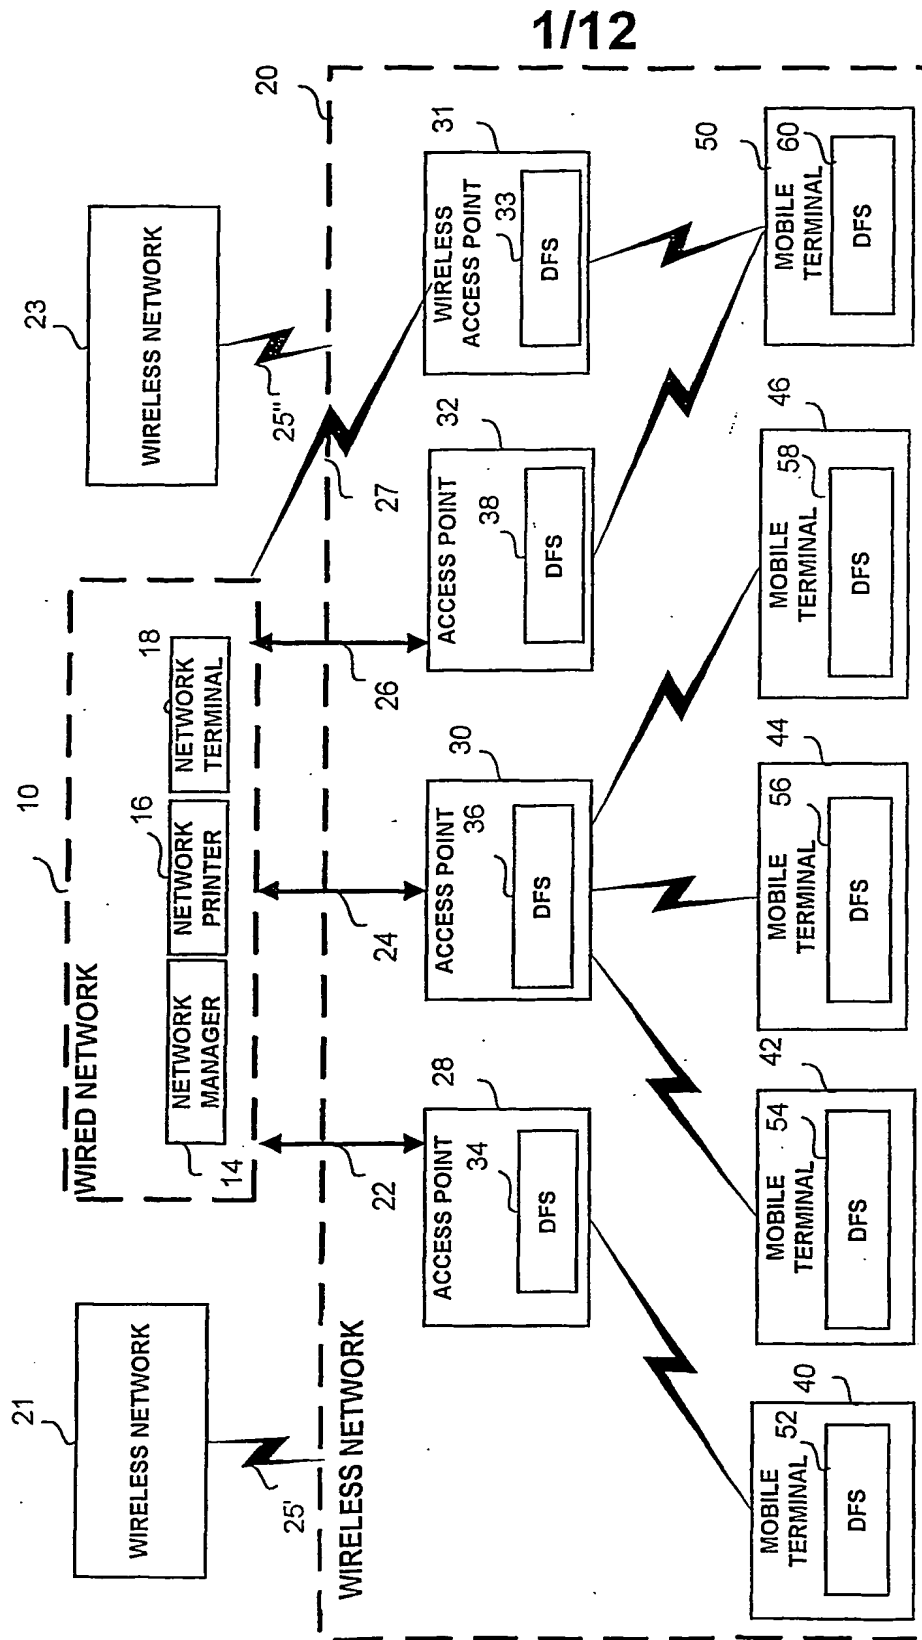 1/12
10
WIRED NETWORK
14
NETWORK
MANAGER
16
NETWORK
PRINTER
18
NETWORK
TERMINAL
21
WIRELESS NETWORK
25'
23
WIRELESS NETWORK
25"
20
WIRELESS NETWORK
22
24
26
27
28
ACCESS POINT
34
DFS
30
ACCESS POINT
36
DFS
32
ACCESS POINT
38
DFS
31
WIRELESS
ACCESS POINT
33
DFS
40
MOBILE
TERMINAL
52
DFS
42
MOBILE
TERMINAL
54
DFS
44
MOBILE
TERMINAL
56
DFS
46
MOBILE
TERMINAL
58
DFS
50
MOBILE
TERMINAL
60
DFS